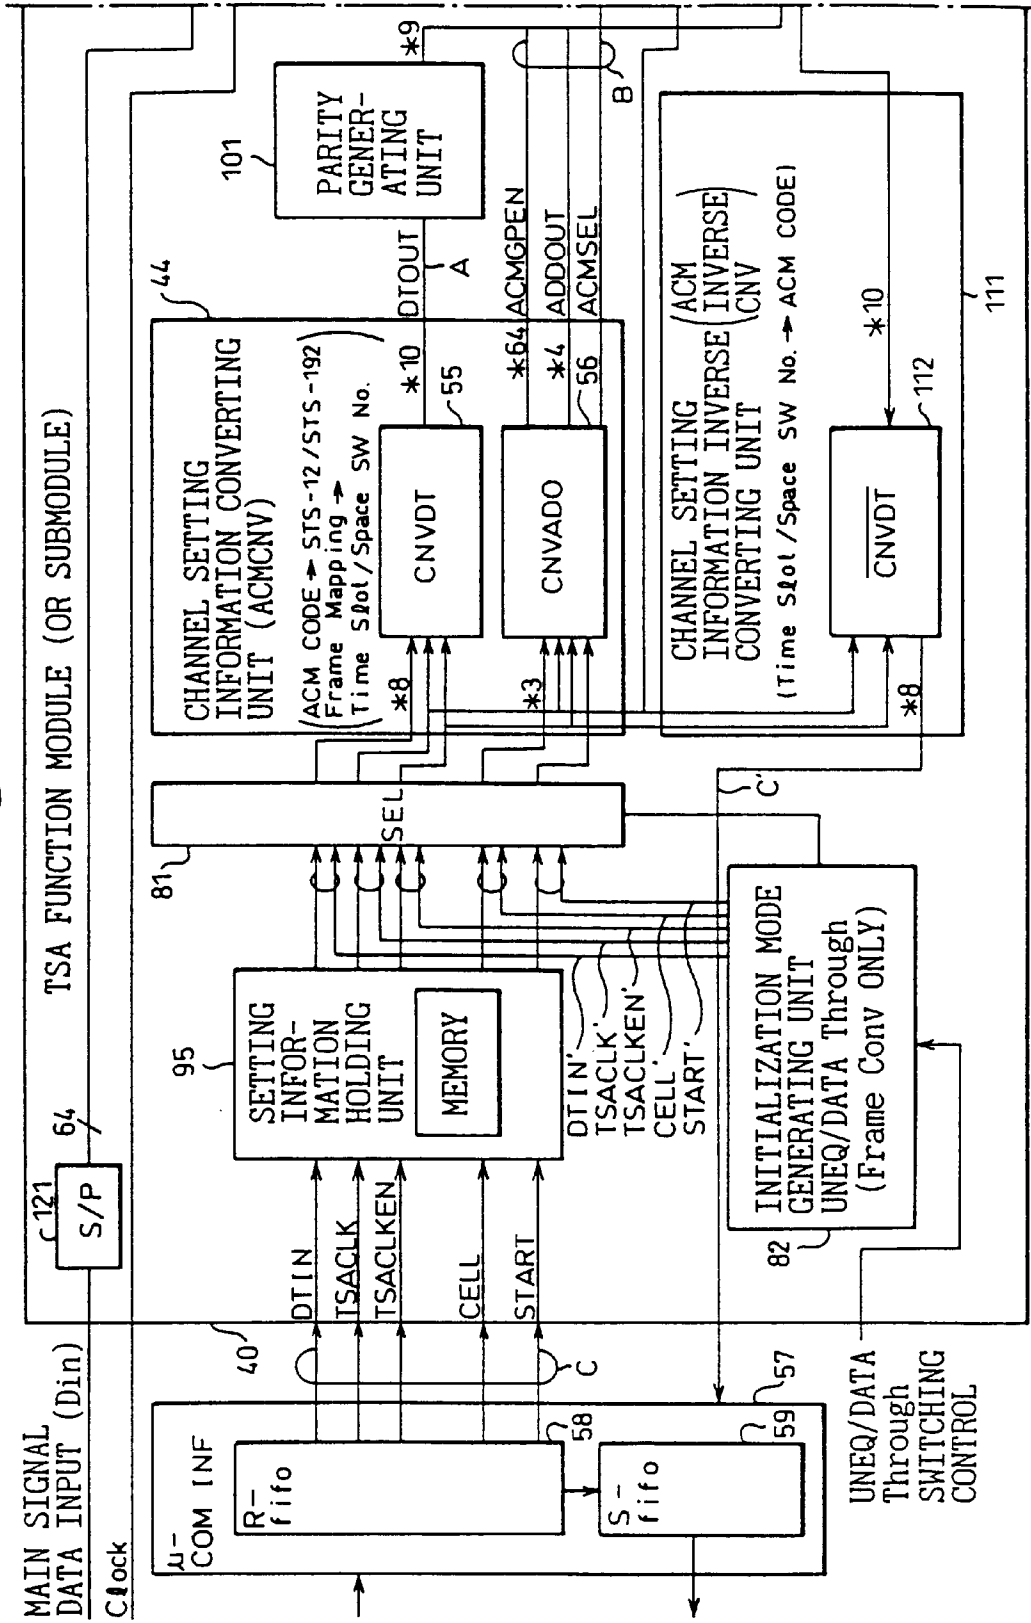 MAIN SIGNAL
DATA INPUT (Din)
Clock
121
S/P
64
TSA FUNCTION MODULE (OR SUBMODULE)
40
μ-
COM INF
R-
fifo
58
S-
fifo
59
57
C
DTIN
TSACLK
TSACLKEN
CELL
START
95
SETTING
INFOR-
MATION
HOLDING
UNIT
MEMORY
81
SEL
DTIN'
TSACLK'
TSACLKEN'
CELL'
START'
INITIALIZATION MODE
GENERATING UNIT
UNEQ/DATA Through
(Frame Conv ONLY)
82
UNEQ/DATA
Through
SWITCHING
CONTROL
C'
44
CHANNEL SETTING
INFORMATION CONVERTING
UNIT (ACMCNV)
(ACM CODE→STS-12/STS-192
Frame Mapping→
Time Slot/Space SW No.)
*8
CNVDT
55
*10
DTOUT
A
*3
CNVADO
56
*64 ACMGPEN
*4 ADDOUT
ACMSEL
101
PARITY
GENER-
ATING
UNIT
*9
B
CHANNEL SETTING
INFORMATION INVERSE
CONVERTING UNIT
(ACM
INVERSE
CNV)
(Time Slot/Space SW No.→ACM CODE)
*8
CNVDT
112
*10
111